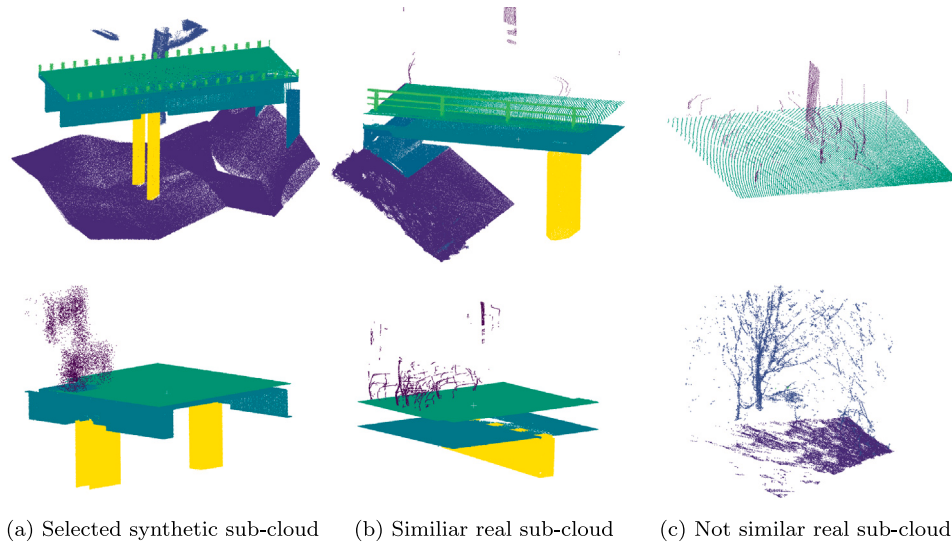 (a) Selected synthetic sub-cloud
(b) Similiar real sub-cloud
(c) Not similar real sub-cloud